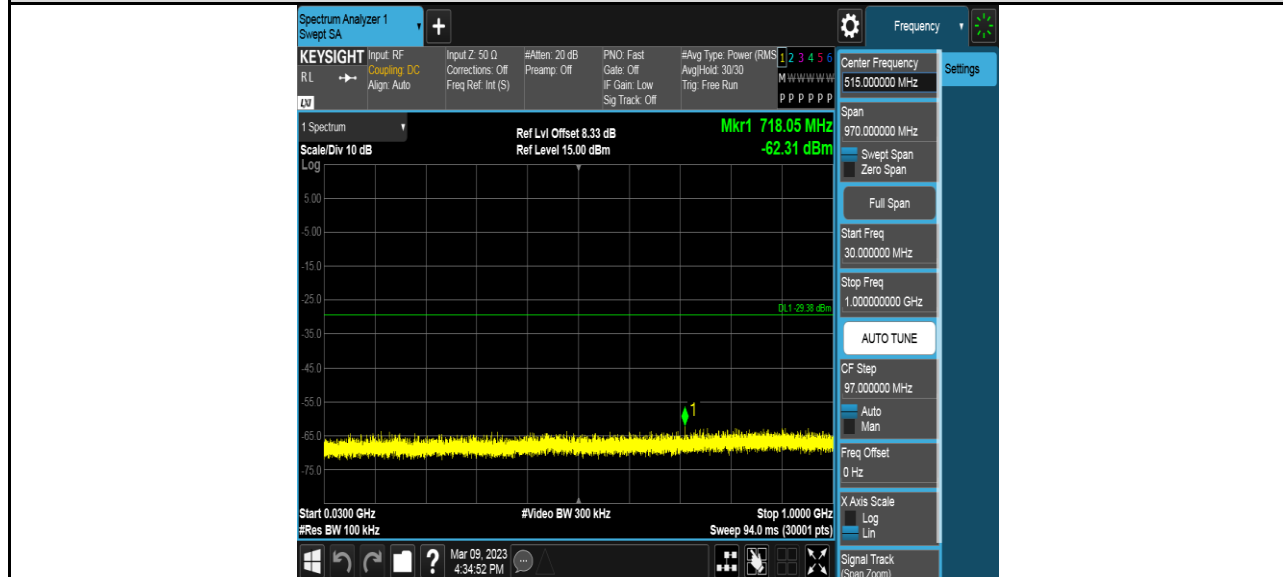 Spectrum Analyzer 1
Swept SA
+
Frequency
KEYSIGHT
RL
LXI
Input: RF
Coupling: DC
Align: Auto
Input Z: 50 Ω
Corrections: Off
Freq Ref: Int (S)
#Atten: 20 dB
Preamp: Off
PNO: Fast
Gate: Off
IF Gain: Low
Sig Track: Off
#Avg Type: Power (RMS
Avg|Hold: 30/30
Trig: Free Run
1 2 3 4 5 6
M W W W W W
P P P P P P
1 Spectrum
Scale/Div 10 dB
Ref Lvl Offset 8.33 dB
Ref Level 15.00 dBm
Mkr1 718.05 MHz
-62.31 dBm
Log
5.00
-5.00
-15.0
-25.0
DL1 -29.38 dBm
-35.0
-45.0
-55.0
1
-65.0
-75.0
Start 0.0300 GHz
#Video BW 300 kHz
Stop 1.0000 GHz
#Res BW 100 kHz
Sweep 94.0 ms (30001 pts)
?
Mar 09, 2023
4:34:52 PM
Center Frequency
515.000000 MHz
Settings
Span
970.000000 MHz
Swept Span
Zero Span
Full Span
Start Freq
30.000000 MHz
Stop Freq
1.000000000 GHz
AUTO TUNE
CF Step
97.000000 MHz
Auto
Man
Freq Offset
0 Hz
X Axis Scale
Log
Lin
Signal Track
(Span Zoom)